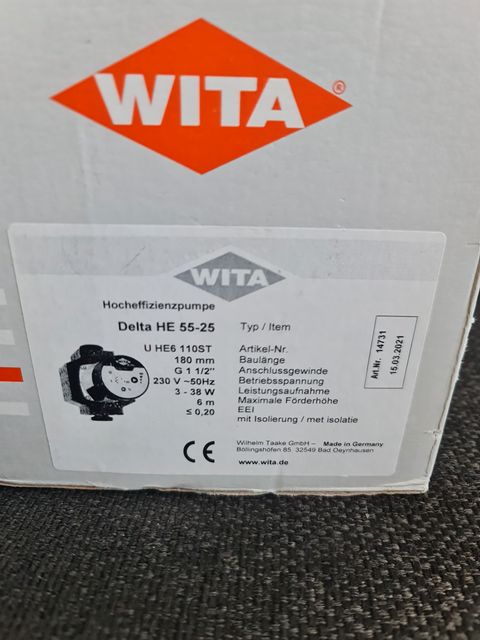 WITA®
WITA
Hocheffizienzpumpe
Delta HE 55-25 Typ / Item
U HE6 110ST Artikel-Nr.
180 mm Baulänge
G 1 1/2" Anschlussgewinde
230 V ~50Hz Betriebsspannung
3 - 38 W Leistungsaufnahme
6 m Maximale Förderhöhe
≤ 0,20 EEI
mit Isolierung / met isolatie
Art.Nr. 14731
15.03.2021
CE
Wilhelm Taake GmbH – Made in Germany
Böllingshöfen 85 32549 Bad Oeynhausen
www.wita.de